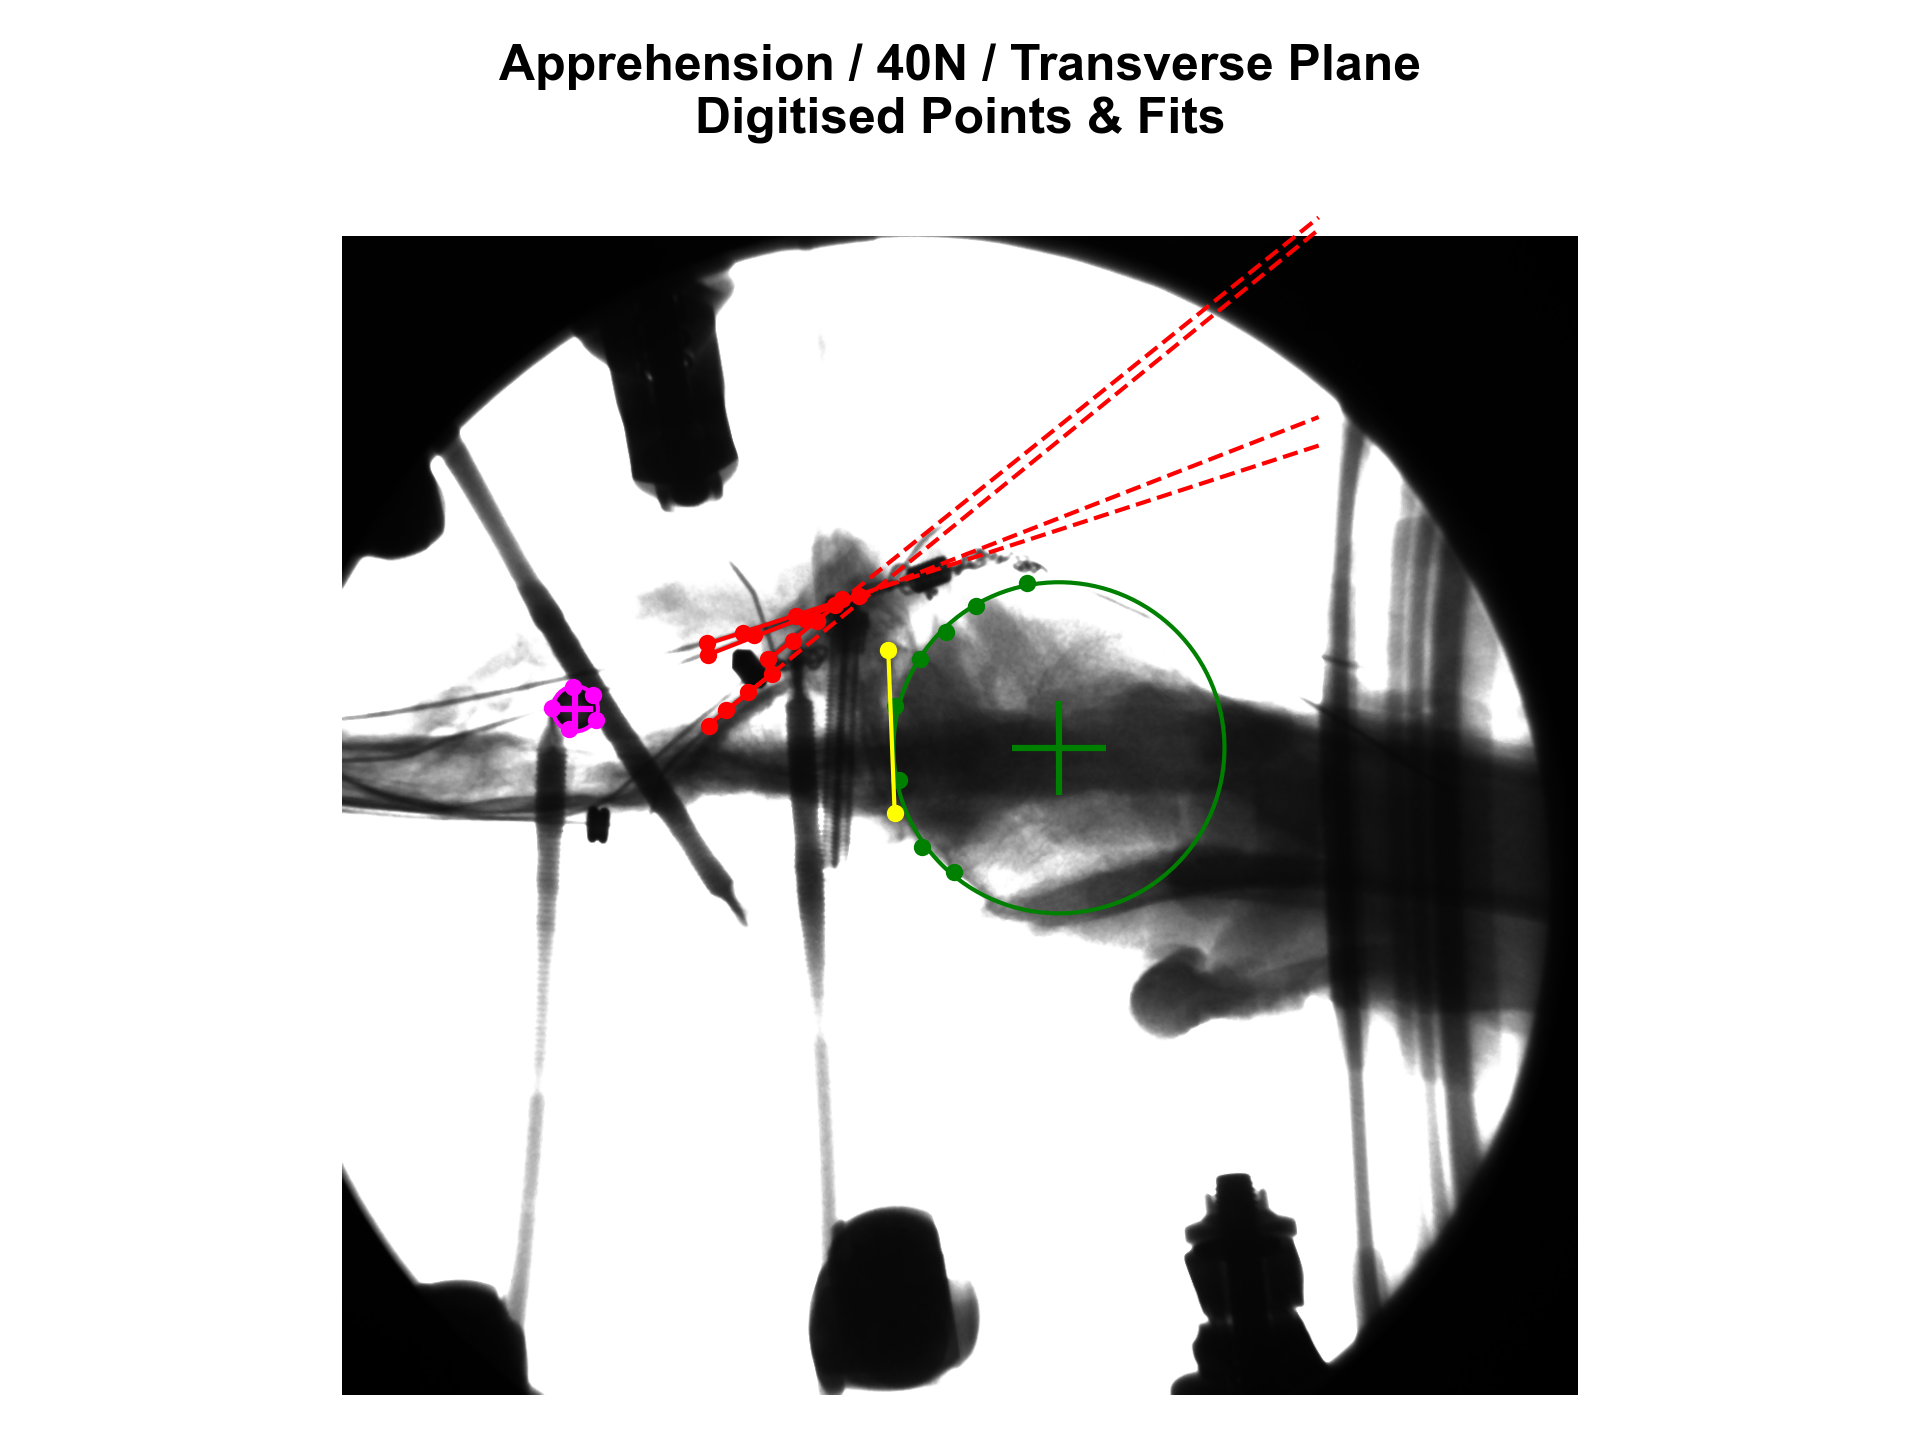 Apprehension / 40N / Transverse Plane
Digitised Points & Fits